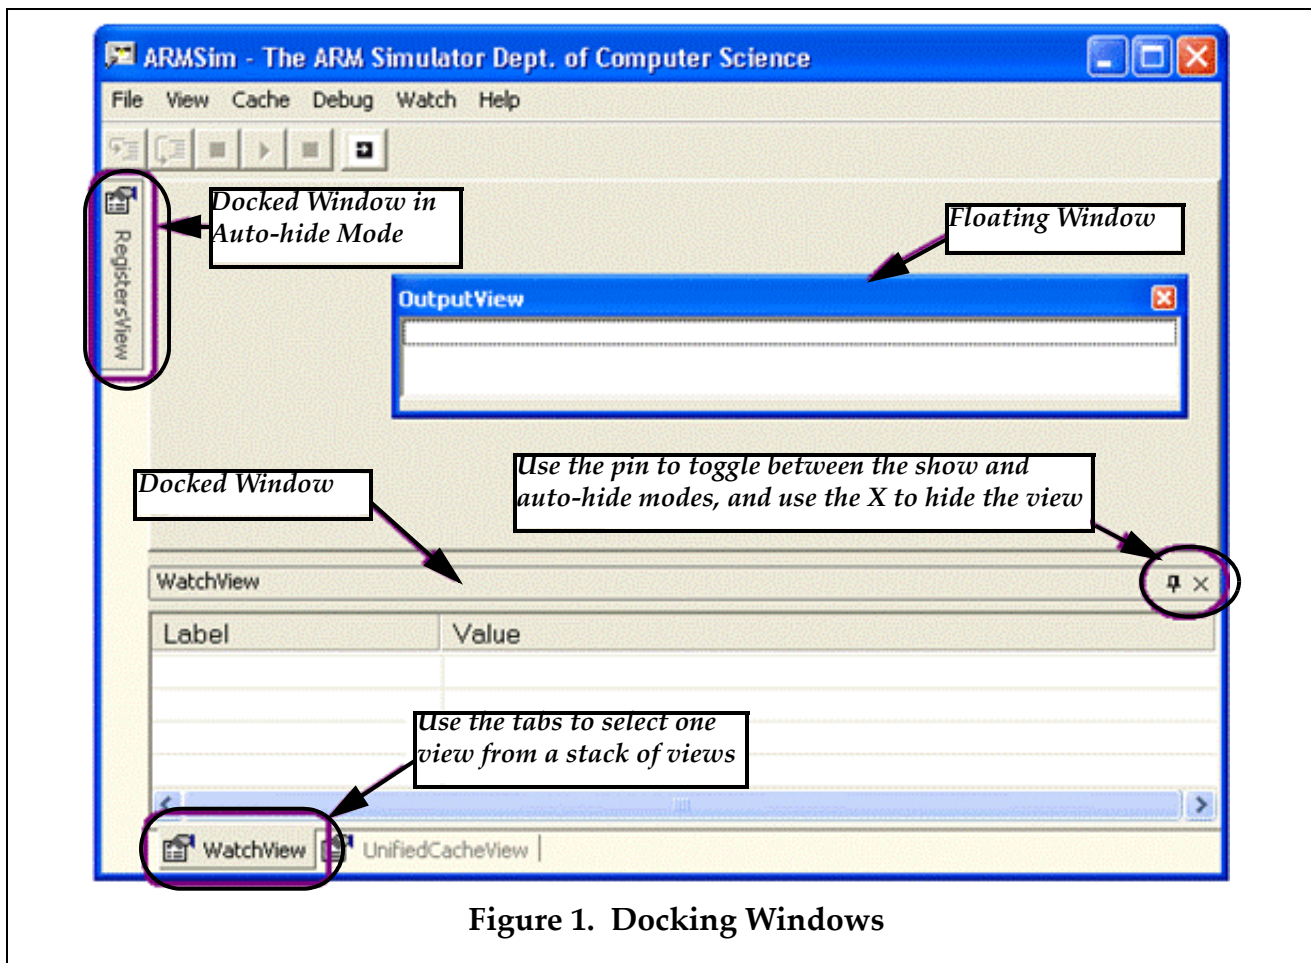 ARMSim - The ARM Simulator Dept. of Computer Science
File View Cache Debug Watch Help
RegistersView
Docked Window in
Auto-hide Mode
Floating Window
OutputView
Use the pin to toggle between the show and
auto-hide modes, and use the X to hide the view
Docked Window
WatchView
Label Value
Use the tabs to select one
view from a stack of views
WatchView UnifiedCacheView
Figure 1. Docking Windows